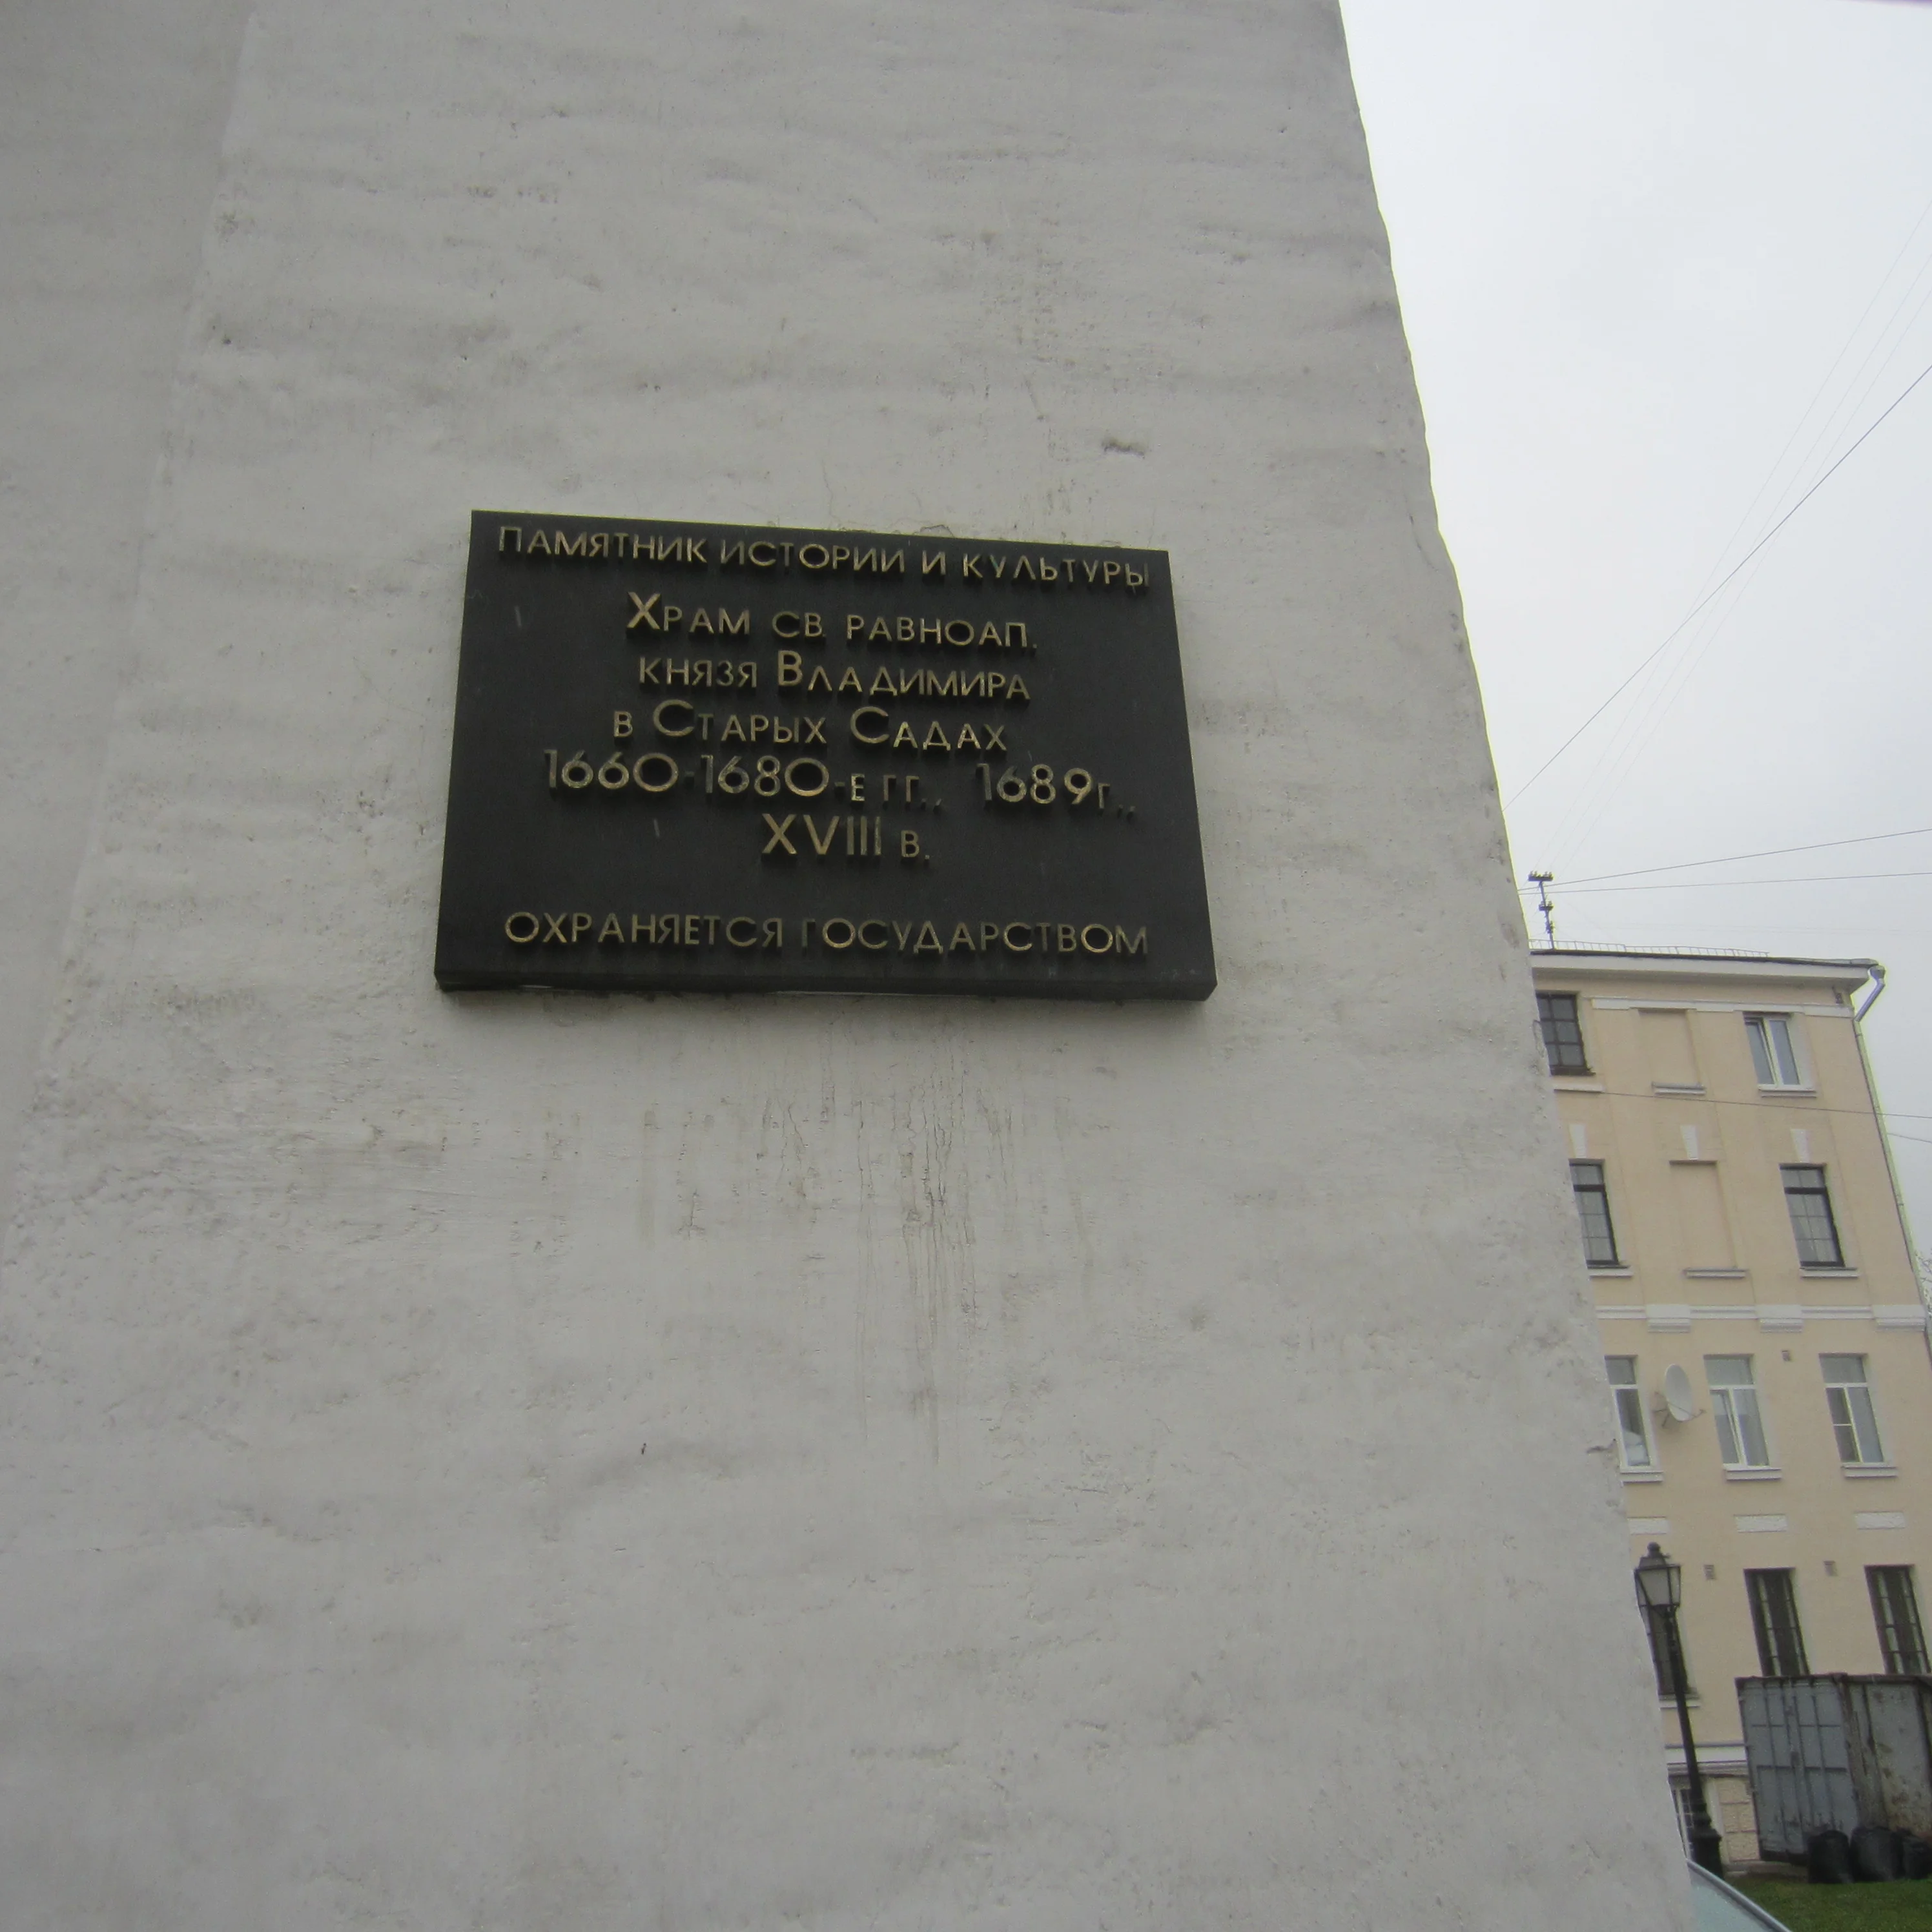 ПАМЯТНИК ИСТОРИИ И КУЛЬТУРЫ
ХРАМ СВ. РАВНОАП.
КНЯЗЯ ВЛАДИМИРА
В СТАРЫХ САДАХ
1660-1680-Е ГГ., 1689г.,
XVIII В.
ОХРАНЯЕТСЯ ГОСУДАРСТВОМ